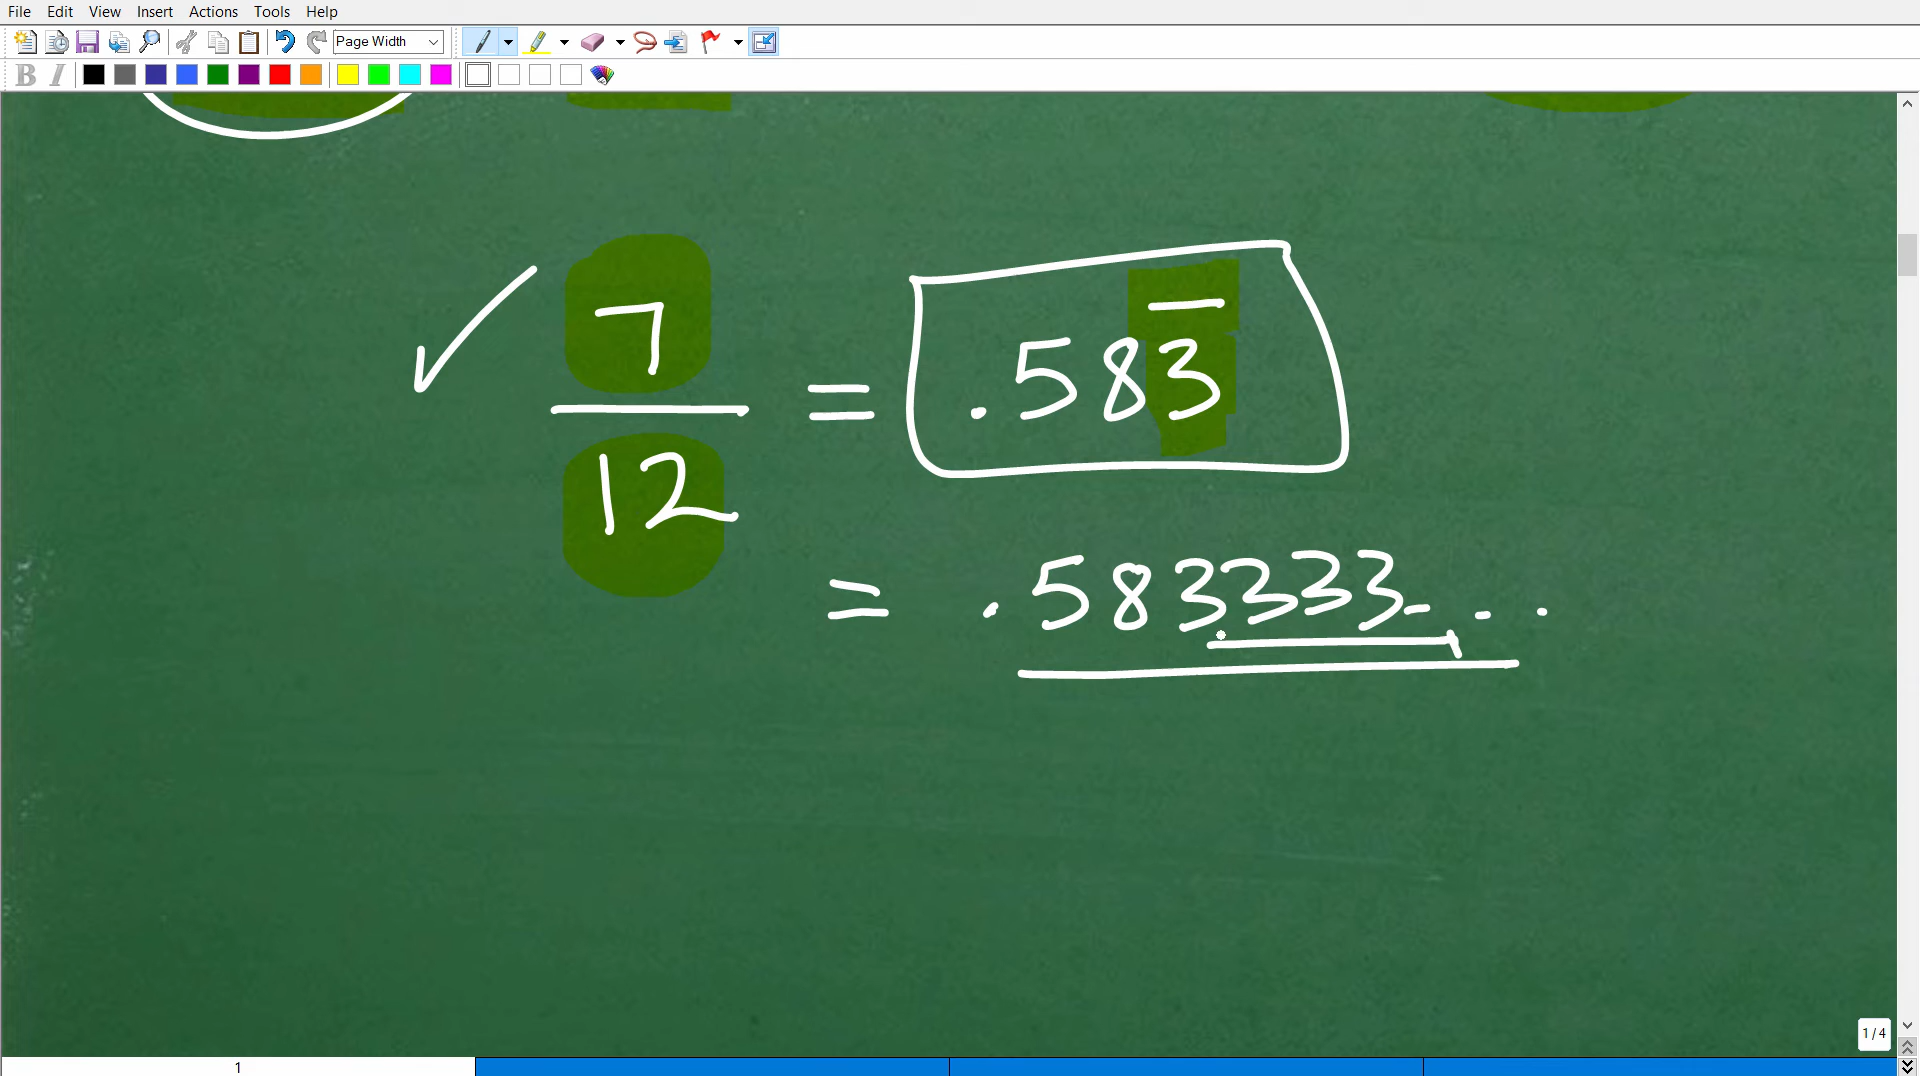 File Edit View Insert Actions Tools Help
Page Width
B I
7/12 = .583̅
= .583333...
1 / 4
1